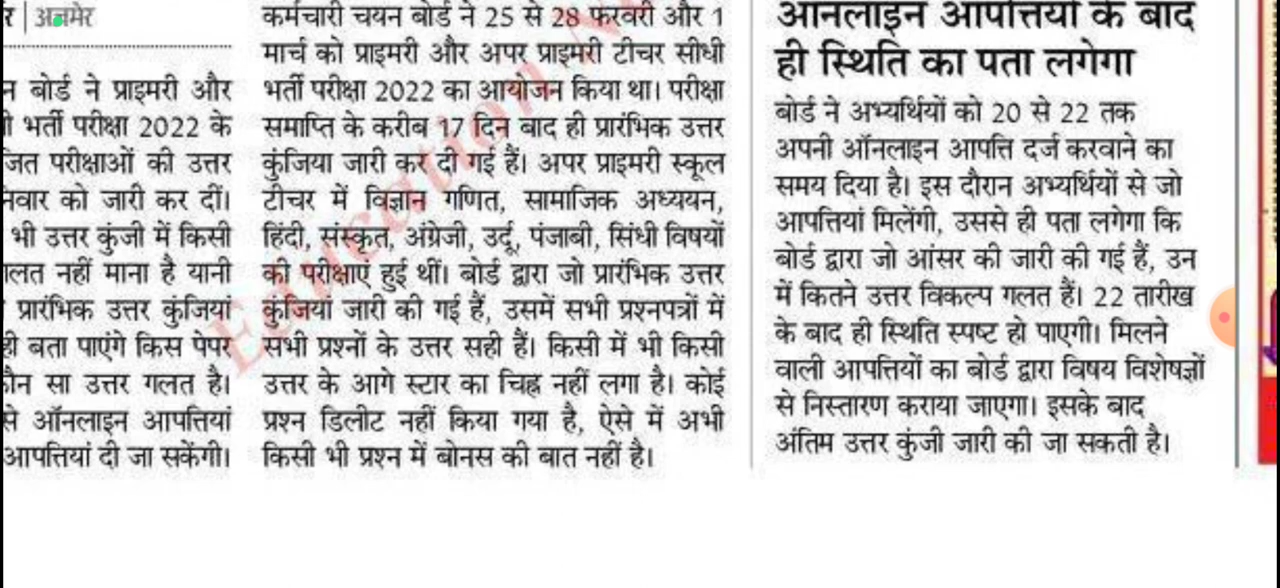 र | अजमेर
न बोर्ड ने प्राइमरी और
भर्ती परीक्षा 2022 के
जित परीक्षाओं की उत्तर
नवार को जारी कर दीं।
भी उत्तर कुंजी में किसी
गलत नहीं माना है यानी
प्रारंभिक उत्तर कुंजियां
ही बता पाएंगे किस पेपर
कौन सा उत्तर गलत है।
से ऑनलाइन आपत्तियां
आपत्तियां दी जा सकेंगी।
कर्मचारी चयन बोर्ड ने 25 से 28 फरवरी और 1
मार्च को प्राइमरी और अपर प्राइमरी टीचर सीधी
भर्ती परीक्षा 2022 का आयोजन किया था। परीक्षा
समाप्ति के करीब 17 दिन बाद ही प्रारंभिक उत्तर
कुंजिया जारी कर दी गई हैं। अपर प्राइमरी स्कूल
टीचर में विज्ञान गणित, सामाजिक अध्ययन,
हिंदी, संस्कृत, अंग्रेजी, उर्दू, पंजाबी, सिंधी विषयों
की परीक्षाएं हुई थीं। बोर्ड द्वारा जो प्रारंभिक उत्तर
कुंजियां जारी की गई हैं, उसमें सभी प्रश्नपत्रों में
सभी प्रश्नों के उत्तर सही हैं। किसी में भी किसी
उत्तर के आगे स्टार का चिह्न नहीं लगा है। कोई
प्रश्न डिलीट नहीं किया गया है, ऐसे में अभी
किसी भी प्रश्न में बोनस की बात नहीं है।
ऑनलाइन आपत्तियों के बाद
ही स्थिति का पता लगेगा
बोर्ड ने अभ्यर्थियों को 20 से 22 तक
अपनी ऑनलाइन आपत्ति दर्ज करवाने का
समय दिया है। इस दौरान अभ्यर्थियों से जो
आपत्तियां मिलेंगी, उससे ही पता लगेगा कि
बोर्ड द्वारा जो आंसर की जारी की गई हैं, उन
में कितने उत्तर विकल्प गलत हैं। 22 तारीख
के बाद ही स्थिति स्पष्ट हो पाएगी। मिलने
वाली आपत्तियों का बोर्ड द्वारा विषय विशेषज्ञों
से निस्तारण कराया जाएगा। इसके बाद
अंतिम उत्तर कुंजी जारी की जा सकती है।
Education